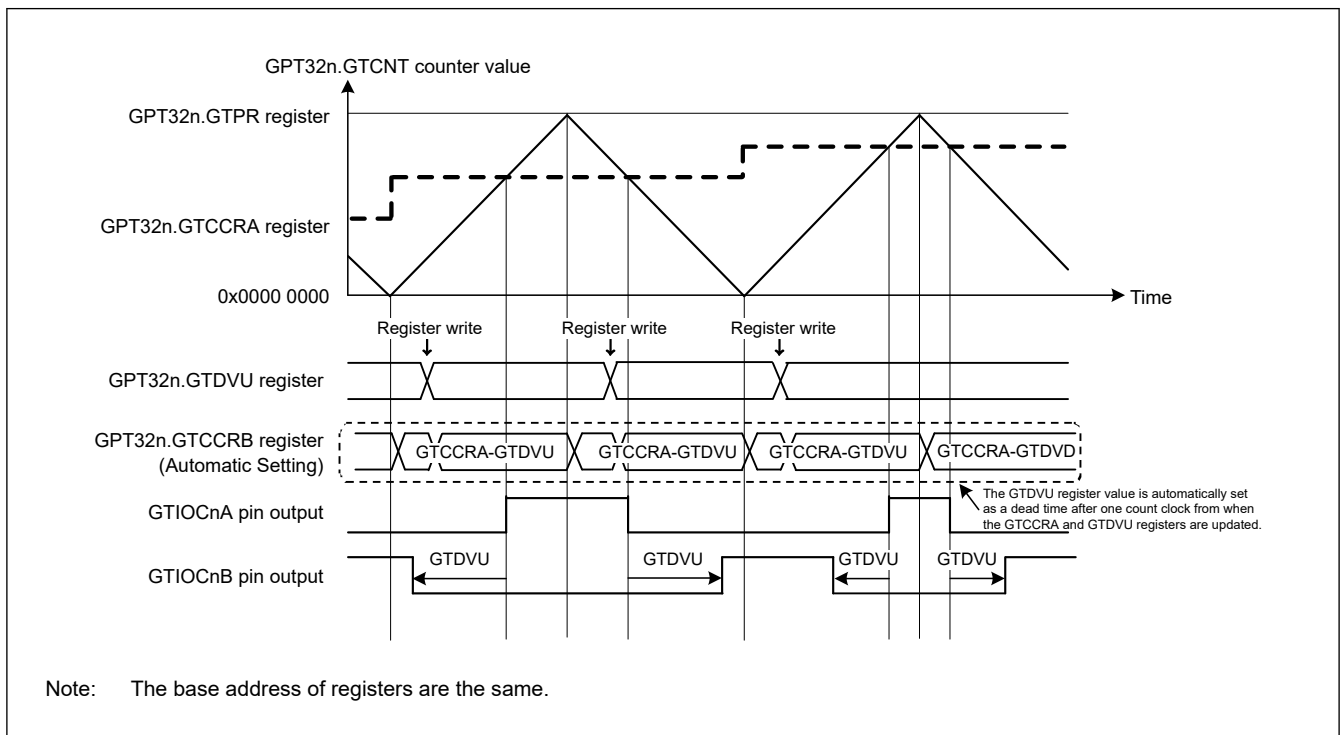 GPT32n.GTCNT counter value
GPT32n.GTPR register
GPT32n.GTCCRA register
0x0000 0000
Time
Register write
Register write
Register write
GPT32n.GTDVU register
GPT32n.GTCCRB register
(Automatic Setting)
GTCCRA-GTDVU
GTCCRA-GTDVU
GTCCRA-GTDVU
GTCCRA-GTDVD
The GTDVU register value is automatically set
as a dead time after one count clock from when
the GTCCRA and GTDVU registers are updated.
GTIOCnA pin output
GTIOCnB pin output
GTDVU
GTDVU
GTDVU
GTDVU
Note: The base address of registers are the same.